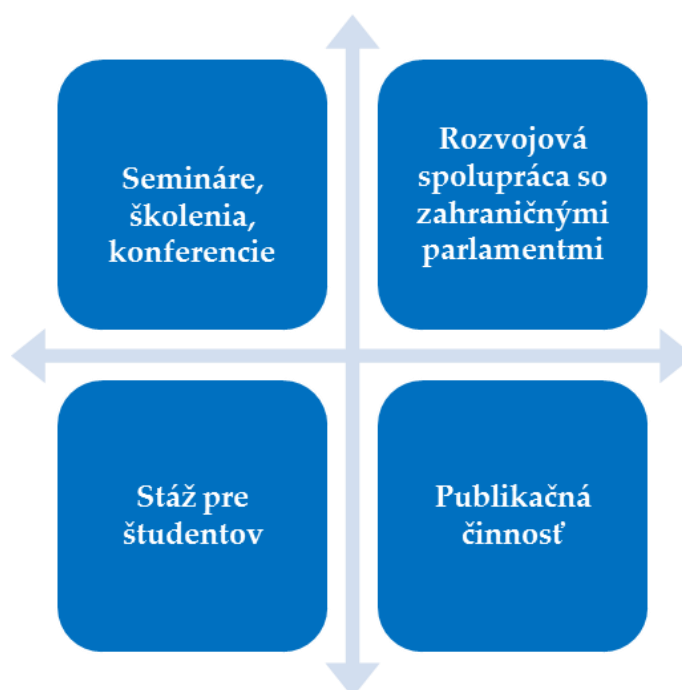 Semináre,
školenia,
konferencie
Rozvojová
spolupráca so
zahraničnými
parlamentmi
Stáž pre
študentov
Publikačná
činnosť